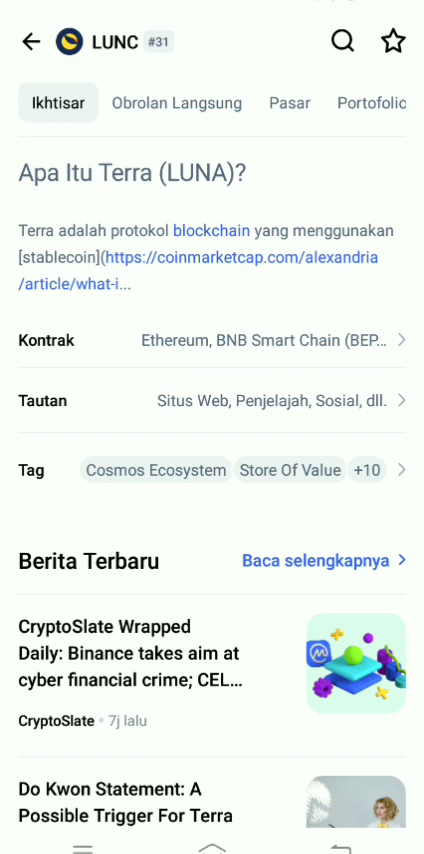 LUNC #31
Ikhtisar Obrolan Langsung Pasar Portofolio
Apa Itu Terra (LUNA)?
Terra adalah protokol blockchain yang menggunakan
[stablecoin](https://coinmarketcap.com/alexandria
/article/what-i...
Kontrak Ethereum, BNB Smart Chain (BEP...
Tautan Situs Web, Penjelajah, Sosial, dll.
Tag Cosmos Ecosystem Store Of Value +10
Berita Terbaru Baca selengkapnya
CryptoSlate Wrapped
Daily: Binance takes aim at
cyber financial crime; CEL...
CryptoSlate • 7j lalu
Do Kwon Statement: A
Possible Trigger For Terra